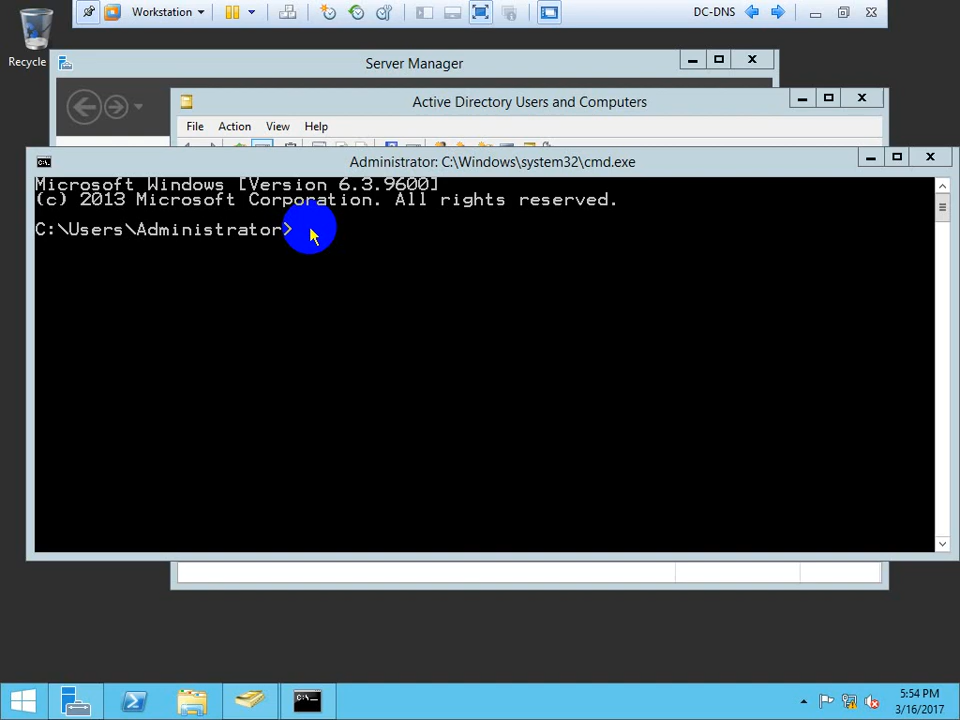 Workstation
DC-DNS
Recycle
Server Manager
Active Directory Users and Computers
File Action View Help
Administrator: C:\Windows\system32\cmd.exe
Microsoft Windows [Version 6.3.9600]
(c) 2013 Microsoft Corporation. All rights reserved.
C:\Users\Administrator>
5:54 PM
3/16/2017